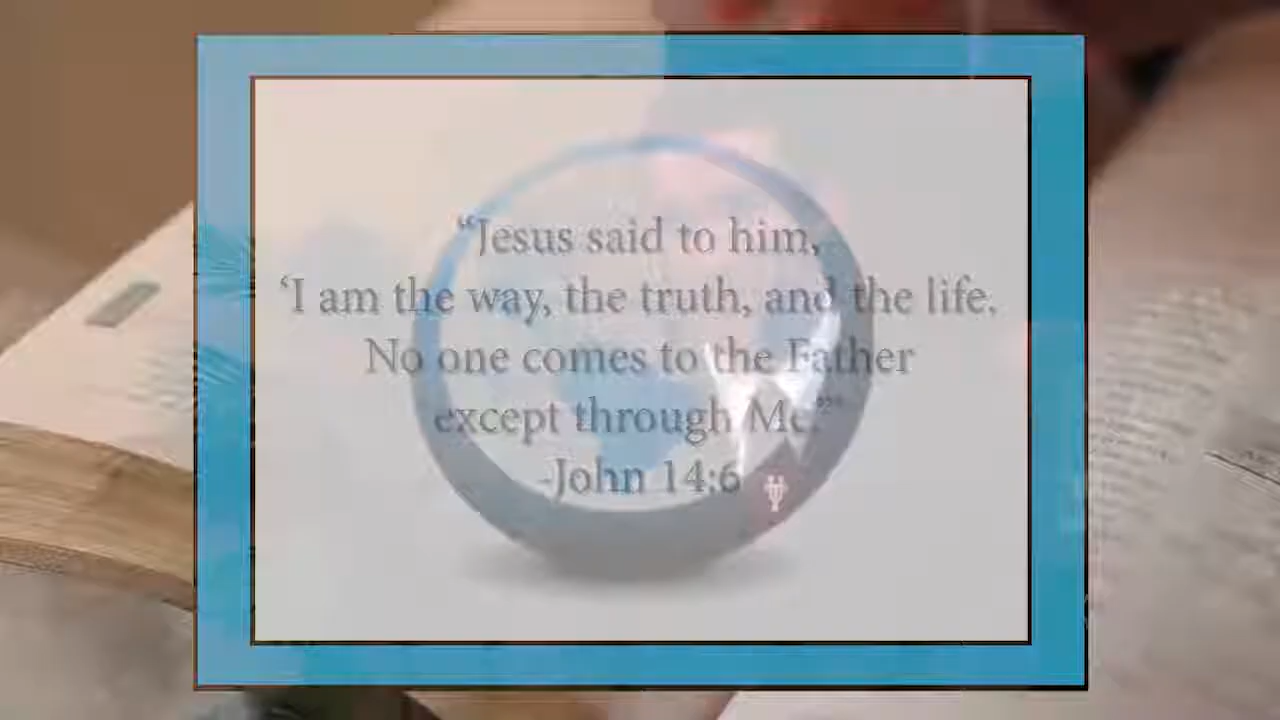 “Jesus said to him,
‘I am the way, the truth, and the life.
No one comes to the Father
except through Me.’”
-John 14:6